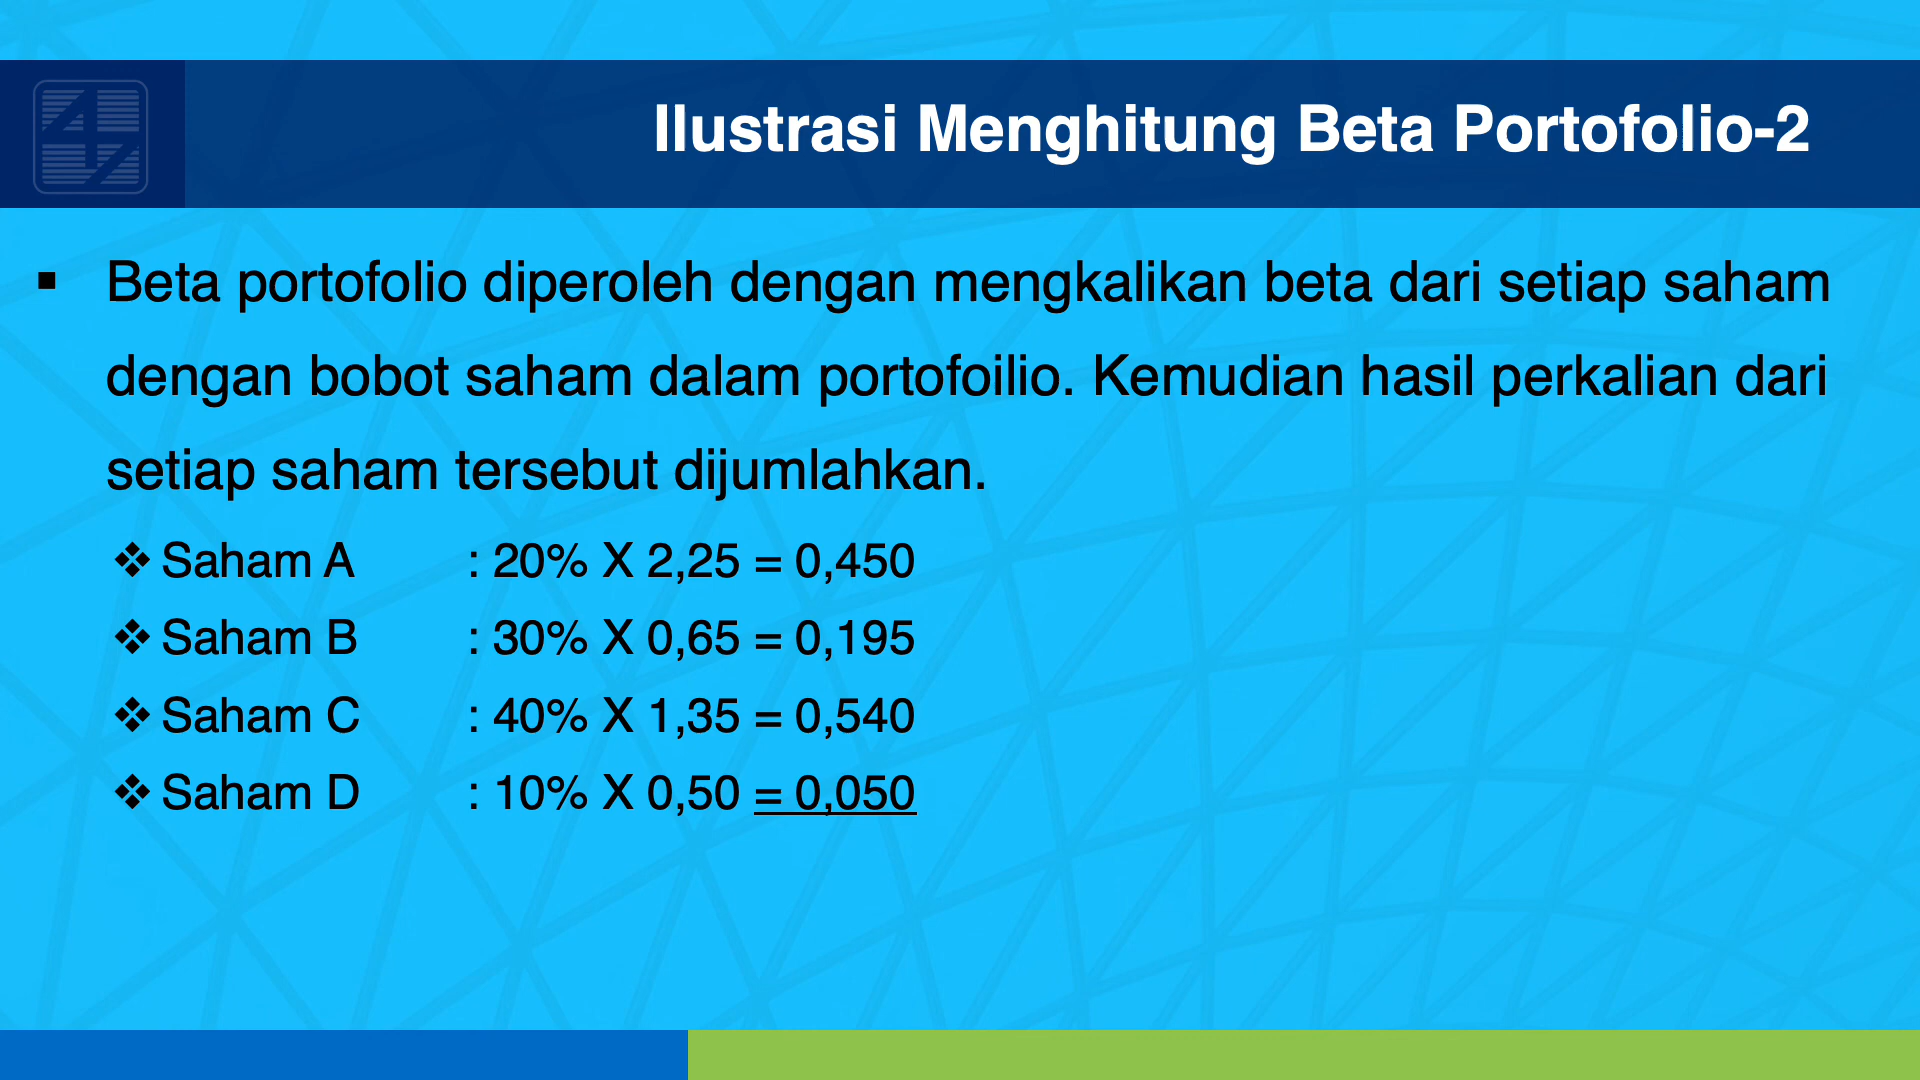 Ilustrasi Menghitung Beta Portofolio-2
▪ Beta portofolio diperoleh dengan mengkalikan beta dari setiap saham
dengan bobot saham dalam portofoilio. Kemudian hasil perkalian dari
setiap saham tersebut dijumlahkan.
❖ Saham A : 20% X 2,25 = 0,450
❖ Saham B : 30% X 0,65 = 0,195
❖ Saham C : 40% X 1,35 = 0,540
❖ Saham D : 10% X 0,50 = 0,050